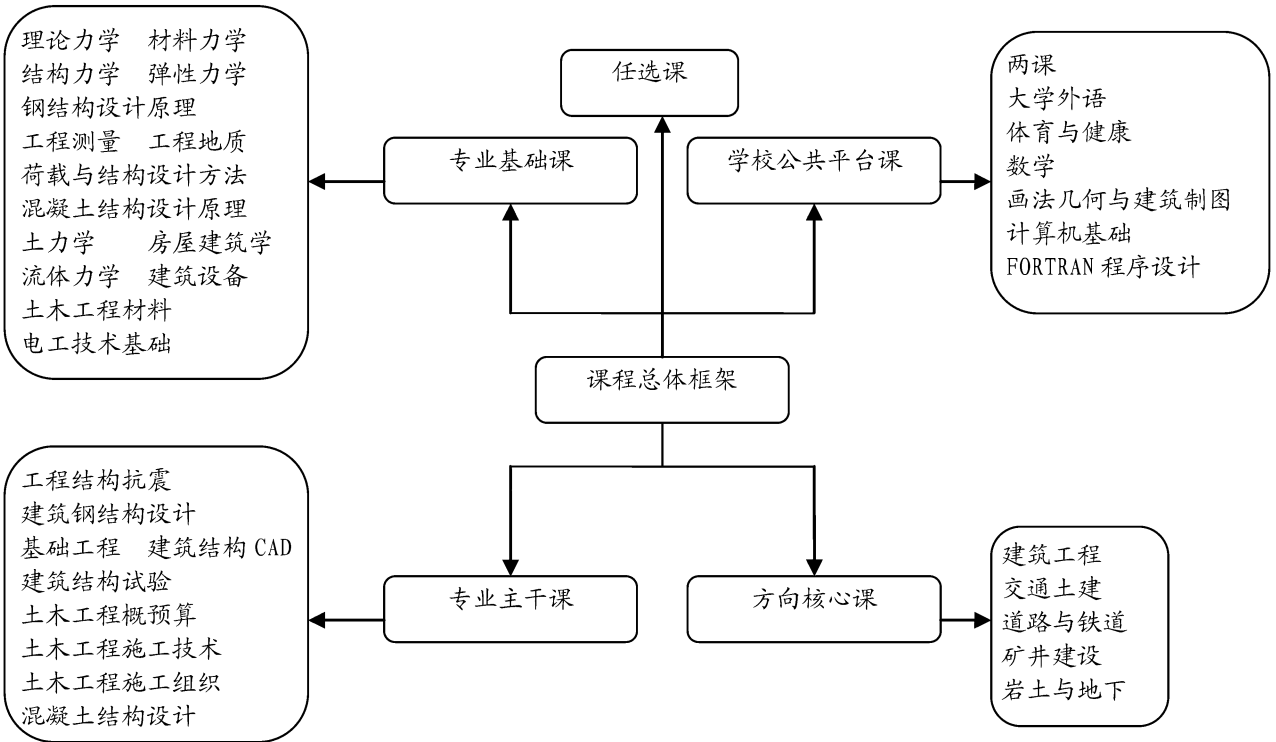 理论力学 材料力学
结构力学 弹性力学
钢结构设计原理
工程测量 工程地质
荷载与结构设计方法
混凝土结构设计原理
土力学 房屋建筑学
流体力学 建筑设备
土木工程材料
电工技术基础
任选课
专业基础课
学校公共平台课
两课
大学外语
体育与健康
数学
画法几何与建筑制图
计算机基础
FORTRAN 程序设计
课程总体框架
工程结构抗震
建筑钢结构设计
基础工程 建筑结构 CAD
建筑结构试验
土木工程概预算
土木工程施工技术
土木工程施工组织
混凝土结构设计
专业主干课
方向核心课
建筑工程
交通土建
道路与铁道
矿井建设
岩土与地下